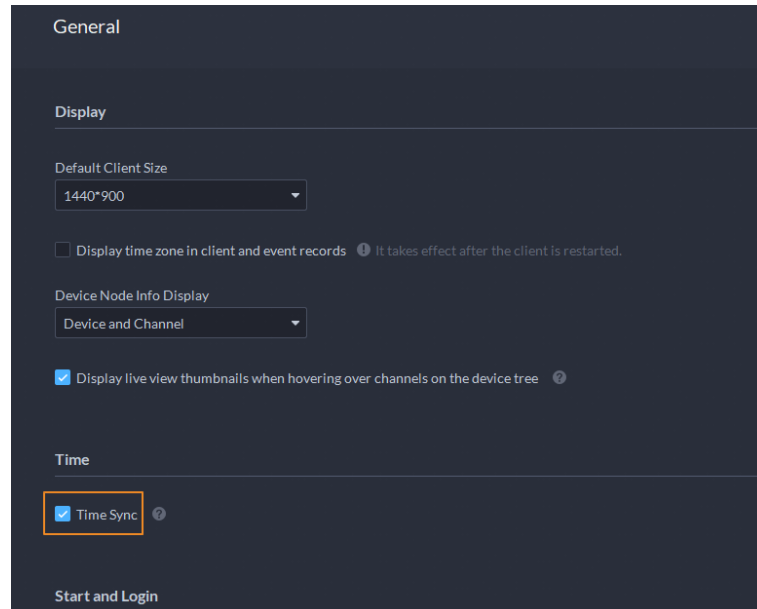 General
Display
Default Client Size
1440*900
Display time zone in client and event records It takes effect after the client is restarted.
Device Node Info Display
Device and Channel
Display live view thumbnails when hovering over channels on the device tree
Time
Time Sync
Start and Login